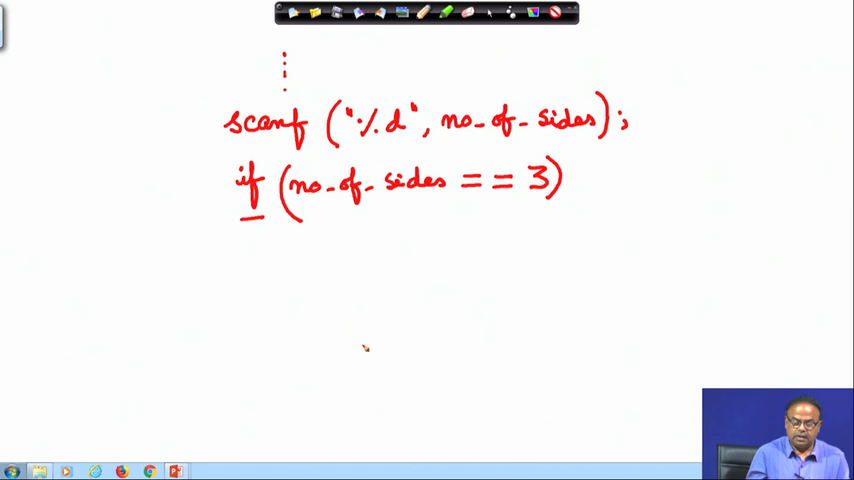 scanf ("%d", no_of_sides);
if (no_of_sides == 3)